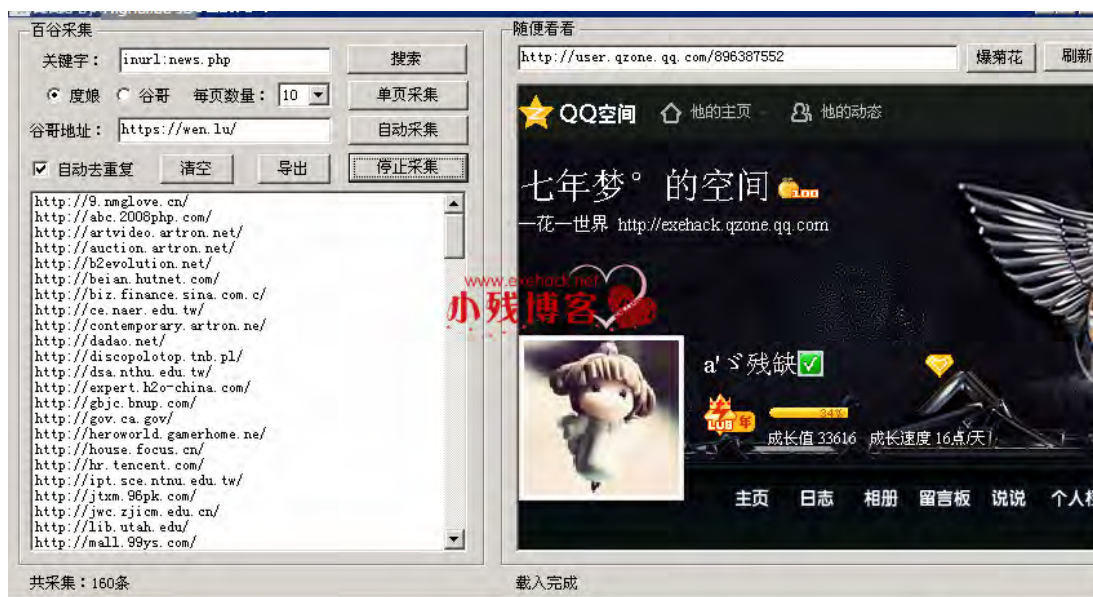 百谷采集
关键字： inurl:news.php 搜索
度娘 谷哥 每页数量： 10 单页采集
谷哥地址： https://wen.lu/ 自动采集
自动去重复 清空 导出 停止采集
http://9.nmglove.cn/
http://abc.2008php.com/
http://artvideo.artron.net/
http://auction.artron.net/
http://b2evolution.net/
http://beian.hutnet.com/
http://biz.finance.sina.com.c/
http://ce.naer.edu.tw/
http://contemporary.artron.ne/
http://dadao.net/
http://discopolotop.tnb.pl/
http://dsa.nthu.edu.tw/
http://expert.h2o-china.com/
http://gbjc.bnup.com/
http://gov.ca.gov/
http://heroworld.gamerhome.ne/
http://house.focus.cn/
http://hr.tencent.com/
http://ipt.sce.ntnu.edu.tw/
http://jtxm.96pk.com/
http://jwc.zjicm.edu.cn/
http://lib.utah.edu/
http://mall.99ys.com/
共采集：160条
随便看看
http://user.qzone.qq.com/896387552 爆菊花 刷新
QQ空间 他的主页 他的动态
七年梦° 的空间 100
一花一世界 http://exehack.qzone.qq.com
www.exehack.net
小残博客
a'ゞ残缺
LV8 年 34%
成长值 33616 成长速度 16点/天
主页 日志 相册 留言板 说说 个人
载入完成